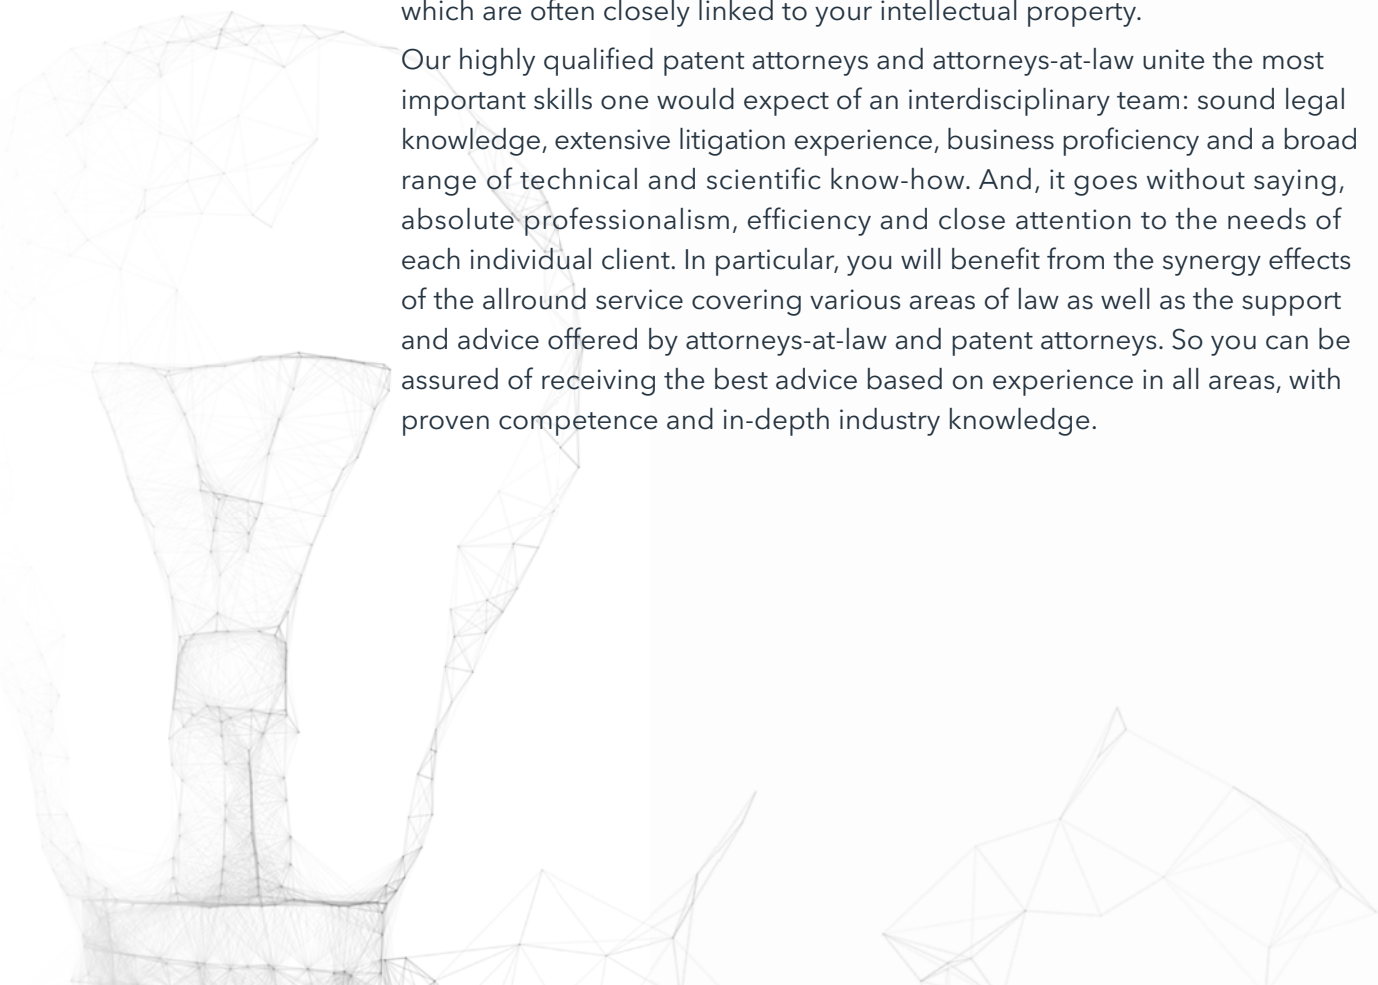 which are often closely linked to your intellectual property.
Our highly qualified patent attorneys and attorneys-at-law unite the most
important skills one would expect of an interdisciplinary team: sound legal
knowledge, extensive litigation experience, business proficiency and a broad
range of technical and scientific know-how. And, it goes without saying,
absolute professionalism, efficiency and close attention to the needs of
each individual client. In particular, you will benefit from the synergy effects
of the allround service covering various areas of law as well as the support
and advice offered by attorneys-at-law and patent attorneys. So you can be
assured of receiving the best advice based on experience in all areas, with
proven competence and in-depth industry knowledge.